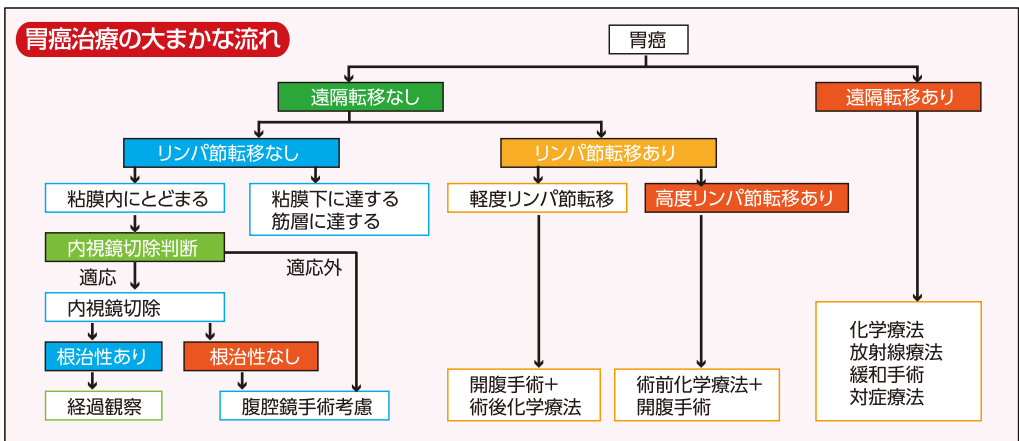 胃癌治療の大まかな流れ
胃癌
遠隔転移なし
遠隔転移あり
リンパ節転移なし
リンパ節転移あり
粘膜内にとどまる
粘膜下に達する
筋層に達する
軽度リンパ節転移
高度リンパ節転移あり
内視鏡切除判断
適応
適応外
内視鏡切除
根治性あり
根治性なし
経過観察
腹腔鏡手術考慮
開腹手術+
術後化学療法
術前化学療法+
開腹手術
化学療法
放射線療法
緩和手術
対症療法